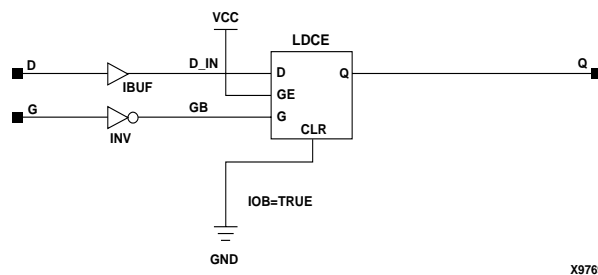 VCC
LDCE
D
D_IN
D
Q
Q
IBUF
GE
G
GB
G
INV
CLR
IOB=TRUE
GND
X976